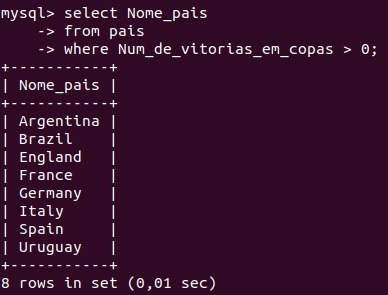 mysql> select Nome_pais
    -> from pais
    -> where Num_de_vitorias_em_copas > 0;
+-----------+
| Nome_pais |
+-----------+
| Argentina |
| Brazil    |
| England   |
| France    |
| Germany   |
| Italy     |
| Spain     |
| Uruguay   |
+-----------+
8 rows in set (0,01 sec)